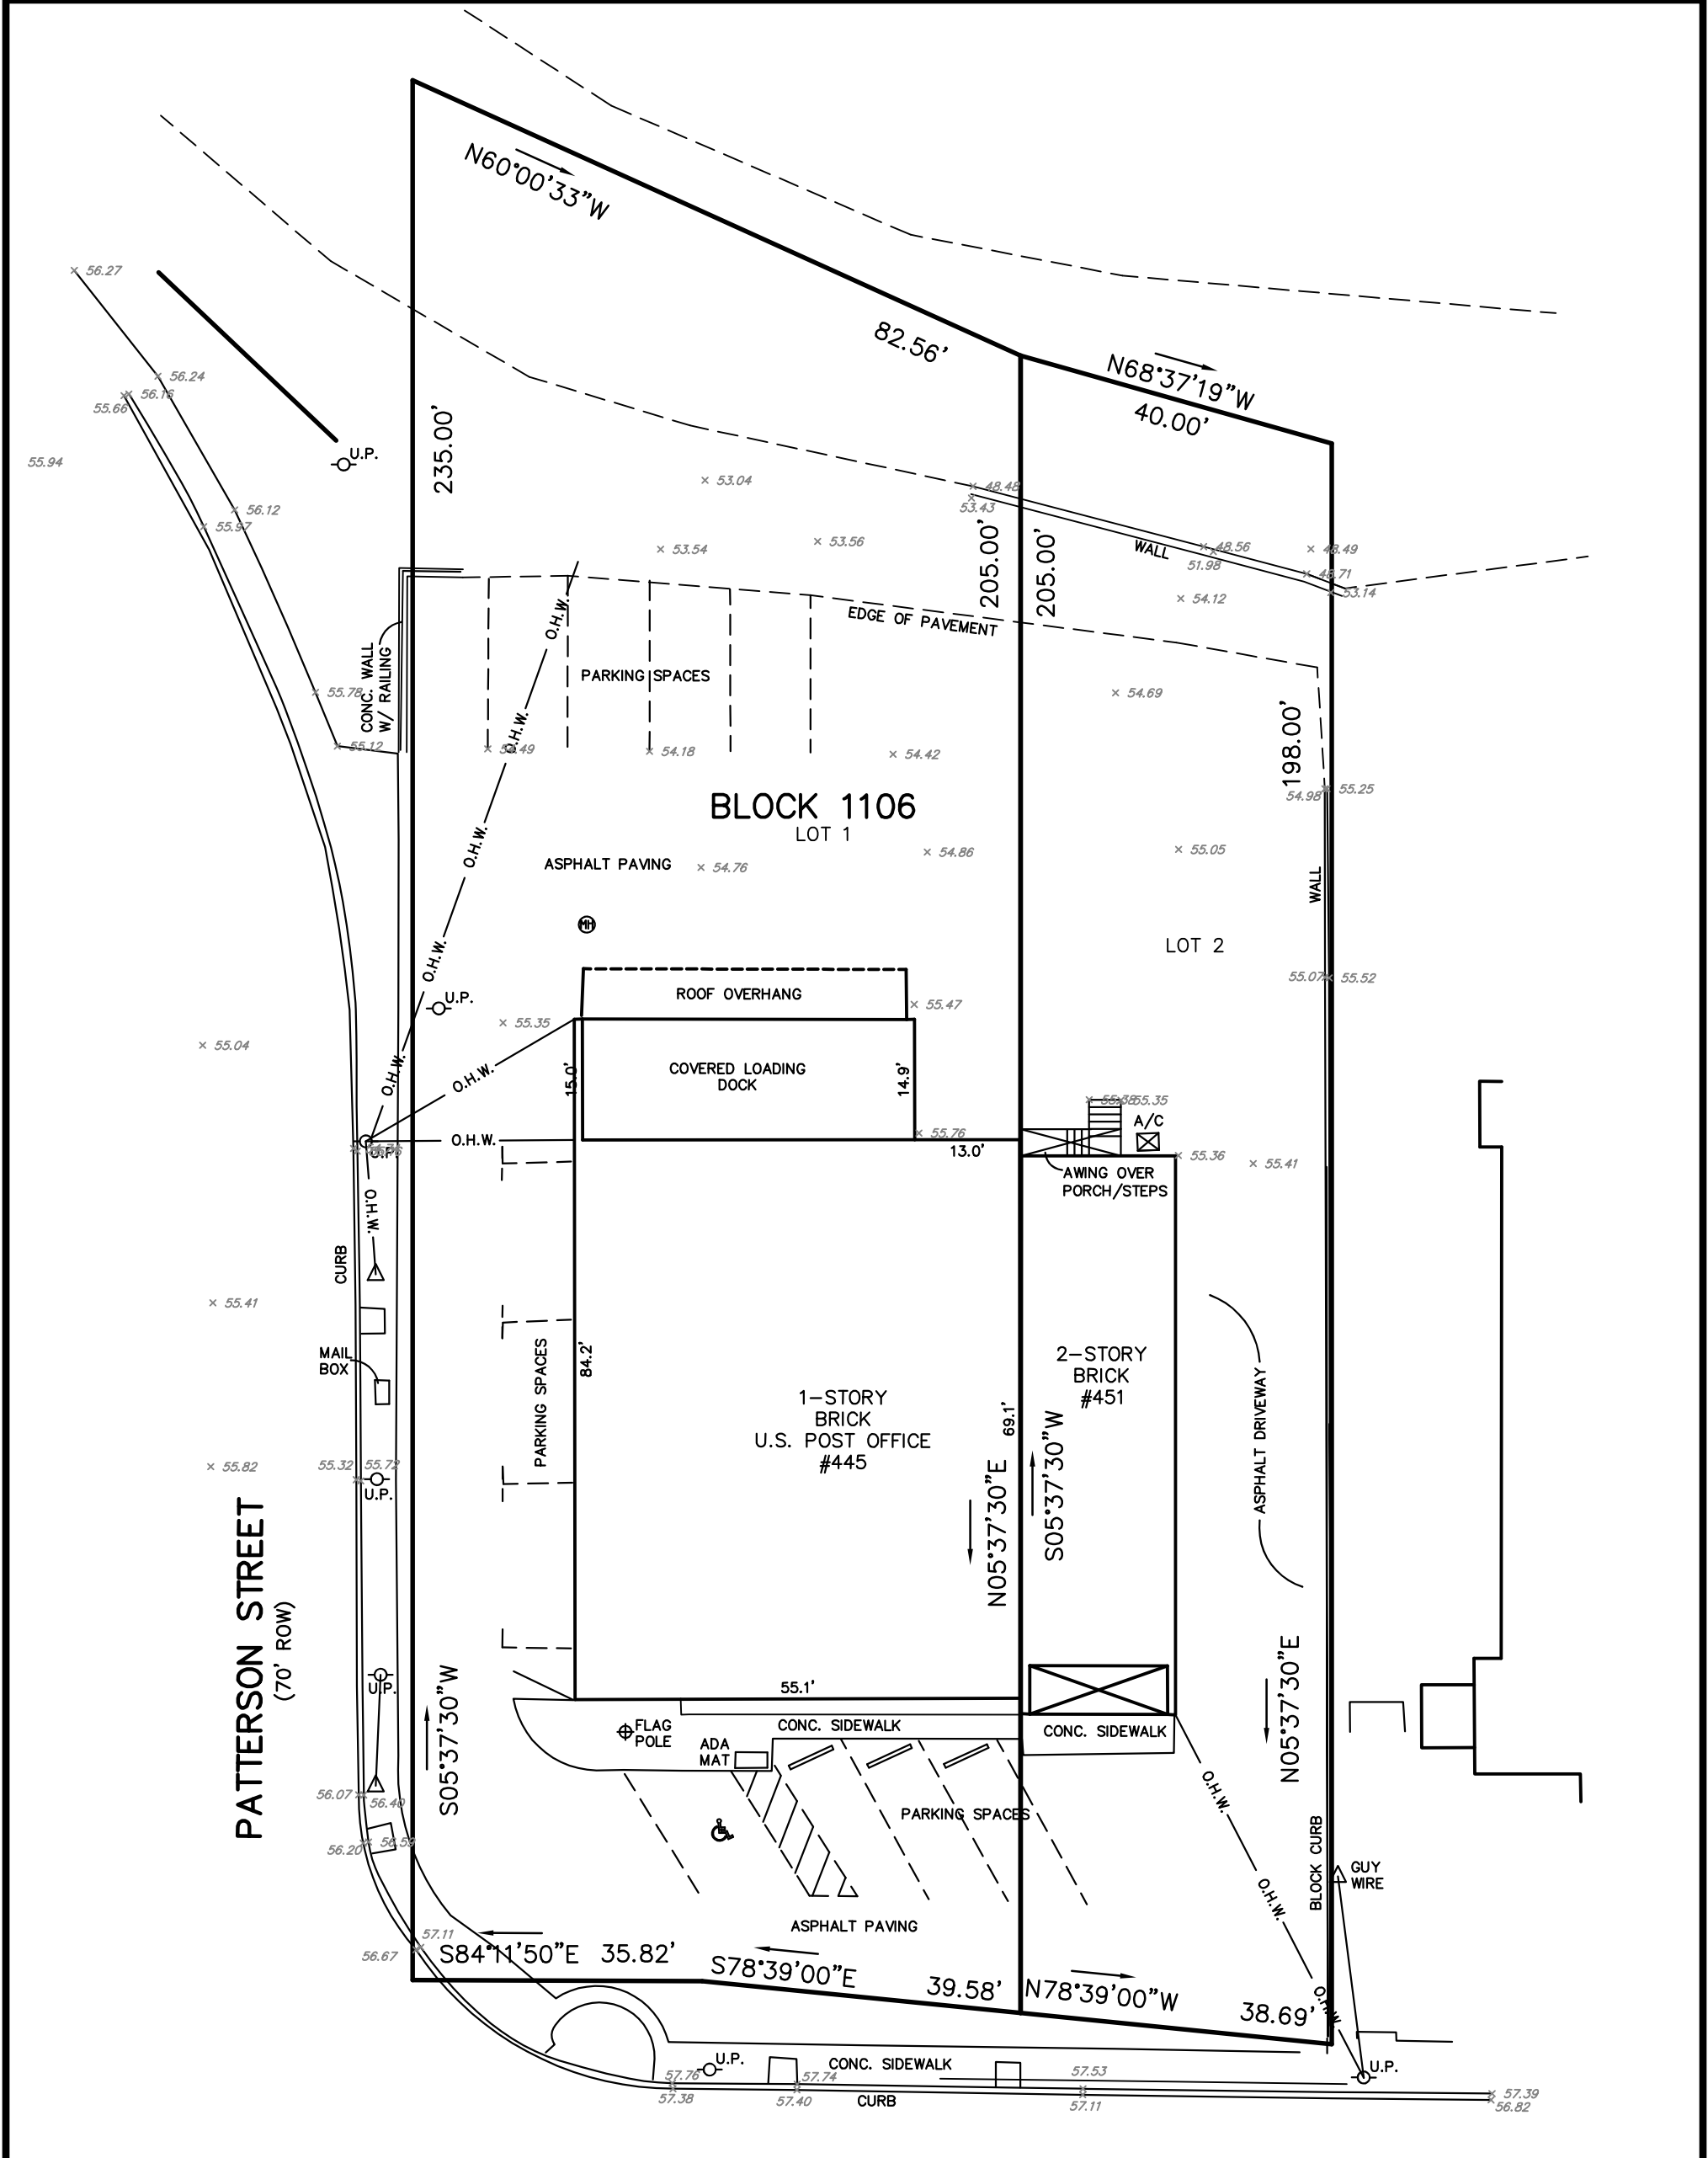 N60°00'33"W
56.27
82.56'
N68°37'19"W
40.00'
56.24
56.16
55.66
235.00'
U.P.
55.94
53.04
48.48
53.43
56.12
55.97
205.00'
205.00'
WALL
48.56
51.98
48.49
48.71
53.14
53.54
53.56
54.12
O.H.W.
EDGE OF PAVEMENT
CONC. WALL
W/ RAILING
PARKING SPACES
55.78
54.69
O.H.W.
198.00'
55.12
54.49
54.18
54.42
54.98
55.25
BLOCK 1106
LOT 1
O.H.W.
ASPHALT PAVING
54.76
54.86
55.05
WALL
MH
O.H.W.
LOT 2
55.07
55.52
ROOF OVERHANG
U.P.
55.35
55.47
55.04
O.H.W.
O.H.W.
15.0'
COVERED LOADING
DOCK
14.9'
55.35
A/C
O.H.W.
55.76
13.0'
U.P.
55.36
55.41
AWING OVER
PORCH/STEPS
O.H.W.
CURB
55.41
MAIL
BOX
84.2'
PARKING SPACES
2-STORY
BRICK
#451
1-STORY
BRICK
U.S. POST OFFICE
#445
69.1'
ASPHALT DRIVEWAY
55.82
55.32
55.72
U.P.
N05°37'30"E
S05°37'30"W
PATTERSON STREET
(70' ROW)
U.P.
S05°37'30"W
55.1'
N05°37'30"E
FLAG
POLE
CONC. SIDEWALK
CONC. SIDEWALK
ADA
MAT
56.07
56.40
O.H.W.
PARKING SPACES
56.20
56.59
BLOCK CURB
GUY
WIRE
O.H.W.
ASPHALT PAVING
57.11
56.67
S84°11'50"E 35.82'
S78°39'00"E
39.58'
N78°39'00"W
38.69'
O.H.W.
U.P.
CONC. SIDEWALK
57.76
57.74
57.53
U.P.
57.38
57.40
CURB
57.11
57.39
56.82